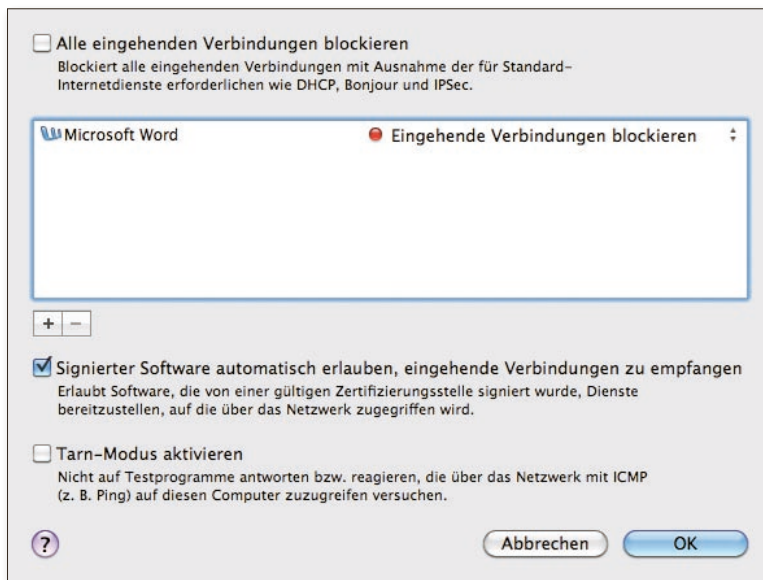 Alle eingehenden Verbindungen blockieren
Blockiert alle eingehenden Verbindungen mit Ausnahme der für Standard-
Internetdienste erforderlichen wie DHCP, Bonjour und IPSec.
Microsoft Word Eingehende Verbindungen blockieren
+ −
Signierter Software automatisch erlauben, eingehende Verbindungen zu empfangen
Erlaubt Software, die von einer gültigen Zertifizierungsstelle signiert wurde, Dienste
bereitzustellen, auf die über das Netzwerk zugegriffen wird.
Tarn-Modus aktivieren
Nicht auf Testprogramme antworten bzw. reagieren, die über das Netzwerk mit ICMP
(z. B. Ping) auf diesen Computer zuzugreifen versuchen.
? Abbrechen OK